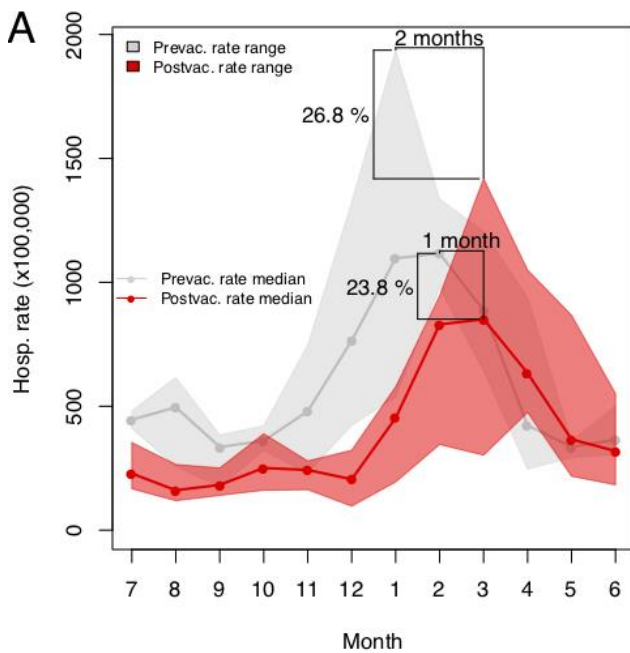 A
2 months
Prevac. rate range
Postvac. rate range
26.8 %
1 month
Prevac. rate median
Postvac. rate median
23.8 %
Hosp. rate (x100,000)
2000
1500
1000
500
0
7 8 9 10 11 12 1 2 3 4 5 6
Month